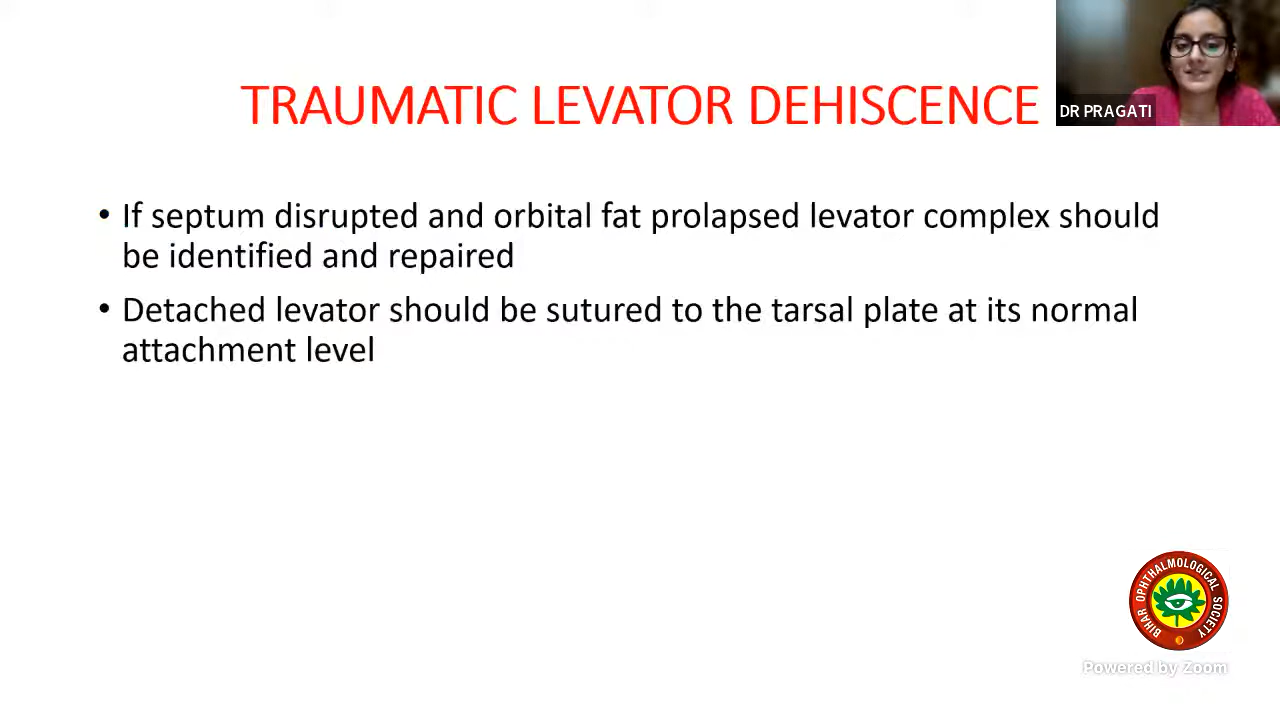 TRAUMATIC LEVATOR DEHISCENCE
DR PRAGATI
• If septum disrupted and orbital fat prolapsed levator complex should
be identified and repaired
• Detached levator should be sutured to the tarsal plate at its normal
attachment level
BIHAR OPHTHALMOLOGICAL SOCIETY
Powered by Zoom